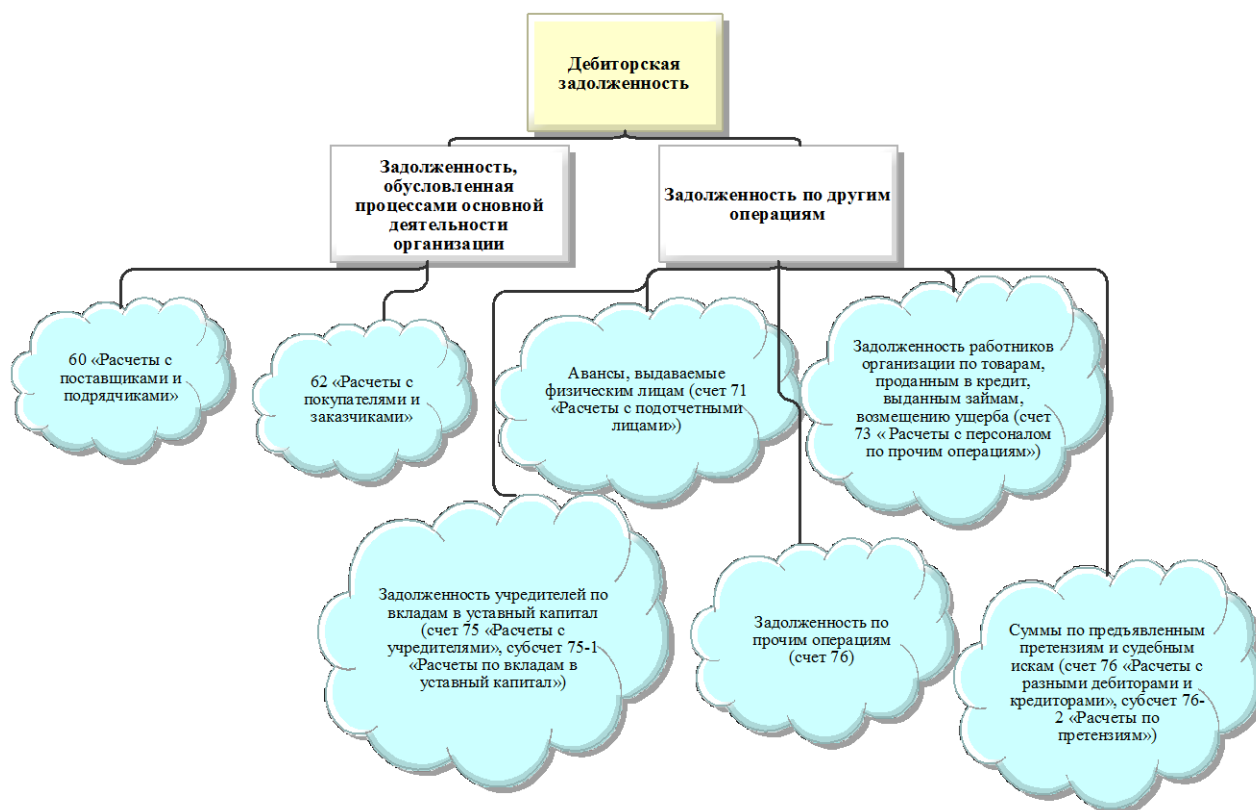 Дебиторская
задолженность
Задолженность,
обусловленная
процессами основной
деятельности
организации
Задолженность по другим
операциям
60 «Расчеты с
поставщиками и
подрядчиками»
62 «Расчеты с
покупателями и
заказчиками»
Авансы, выдаваемые
физическим лицам (счет 71
«Расчеты с подотчетными
лицами»)
Задолженность работников
организации по товарам,
проданным в кредит,
выданным займам,
возмещению ущерба (счет
73 « Расчеты с персоналом
по прочим операциям»)
Задолженность учредителей по
вкладам в уставный капитал
(счет 75 «Расчеты с
учредителями», субсчет 75-1
«Расчеты по вкладам в
уставный капитал»)
Задолженность по
прочим операциям
(счет 76)
Суммы по предъявленным
претензиям и судебным
искам (счет 76 «Расчеты с
разными дебиторами и
кредиторами», субсчет 76-
2 «Расчеты по
претензиям»)